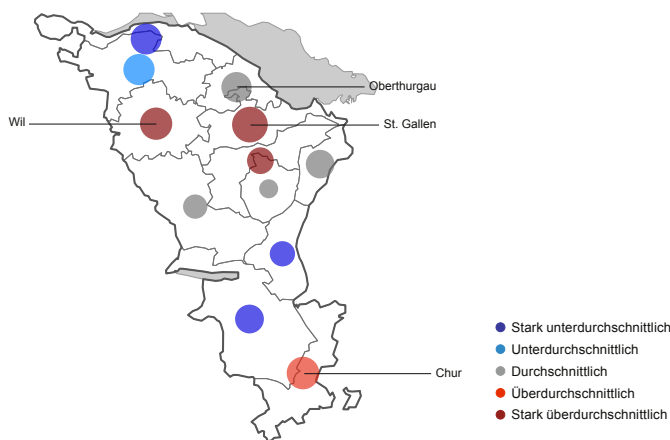 Oberthurgau
Wil
St. Gallen
Chur
Stark unterdurchschnittlich
Unterdurchschnittlich
Durchschnittlich
Überdurchschnittlich
Stark überdurchschnittlich